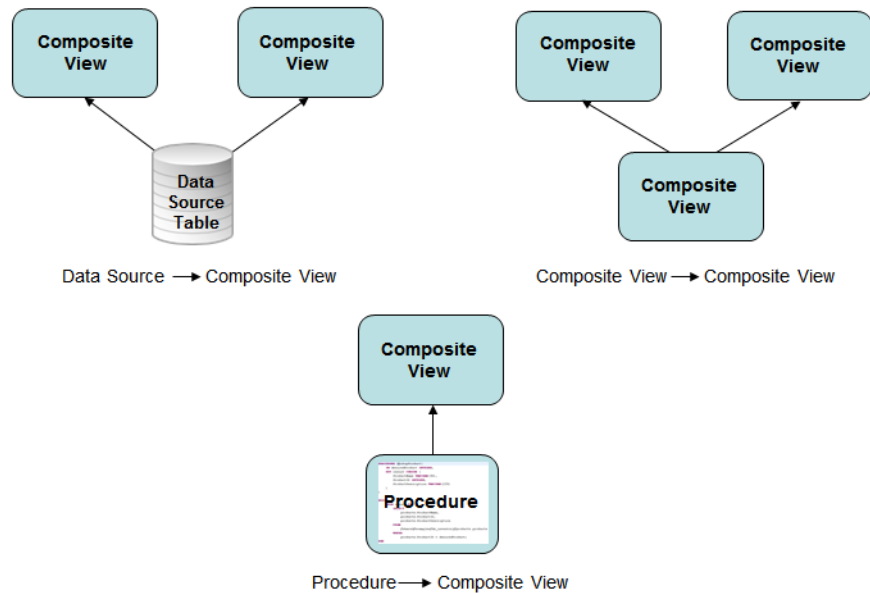 Composite
View
Composite
View
Data
Source
Table
Data Source → Composite View
Composite
View
Composite
View
Composite
View
Composite View → Composite View
Composite
View
Procedure
Procedure → Composite View